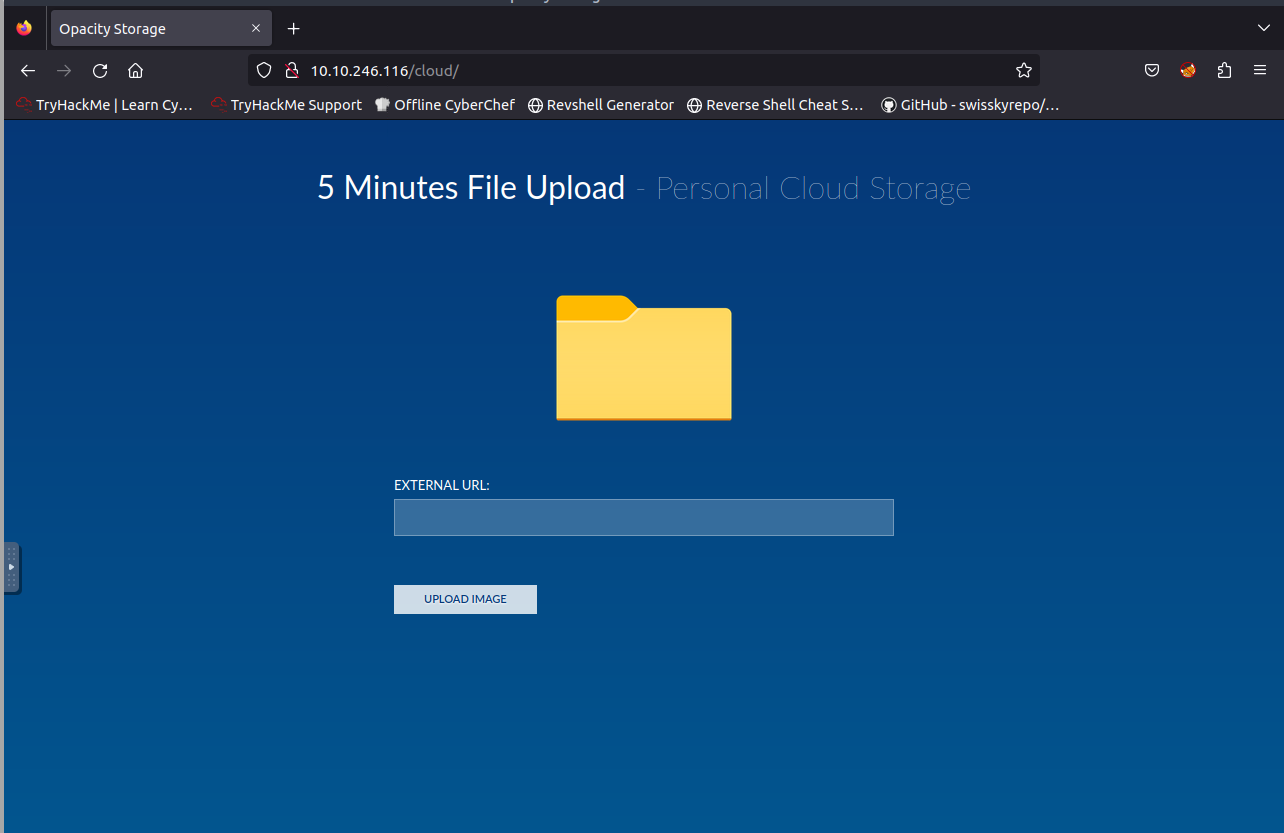 Opacity Storage
10.10.246.116/cloud/
TryHackMe | Learn Cy... TryHackMe Support Offline CyberChef Revshell Generator Reverse Shell Cheat S... GitHub - swisskyrepo/...
5 Minutes File Upload - Personal Cloud Storage
EXTERNAL URL:
UPLOAD IMAGE